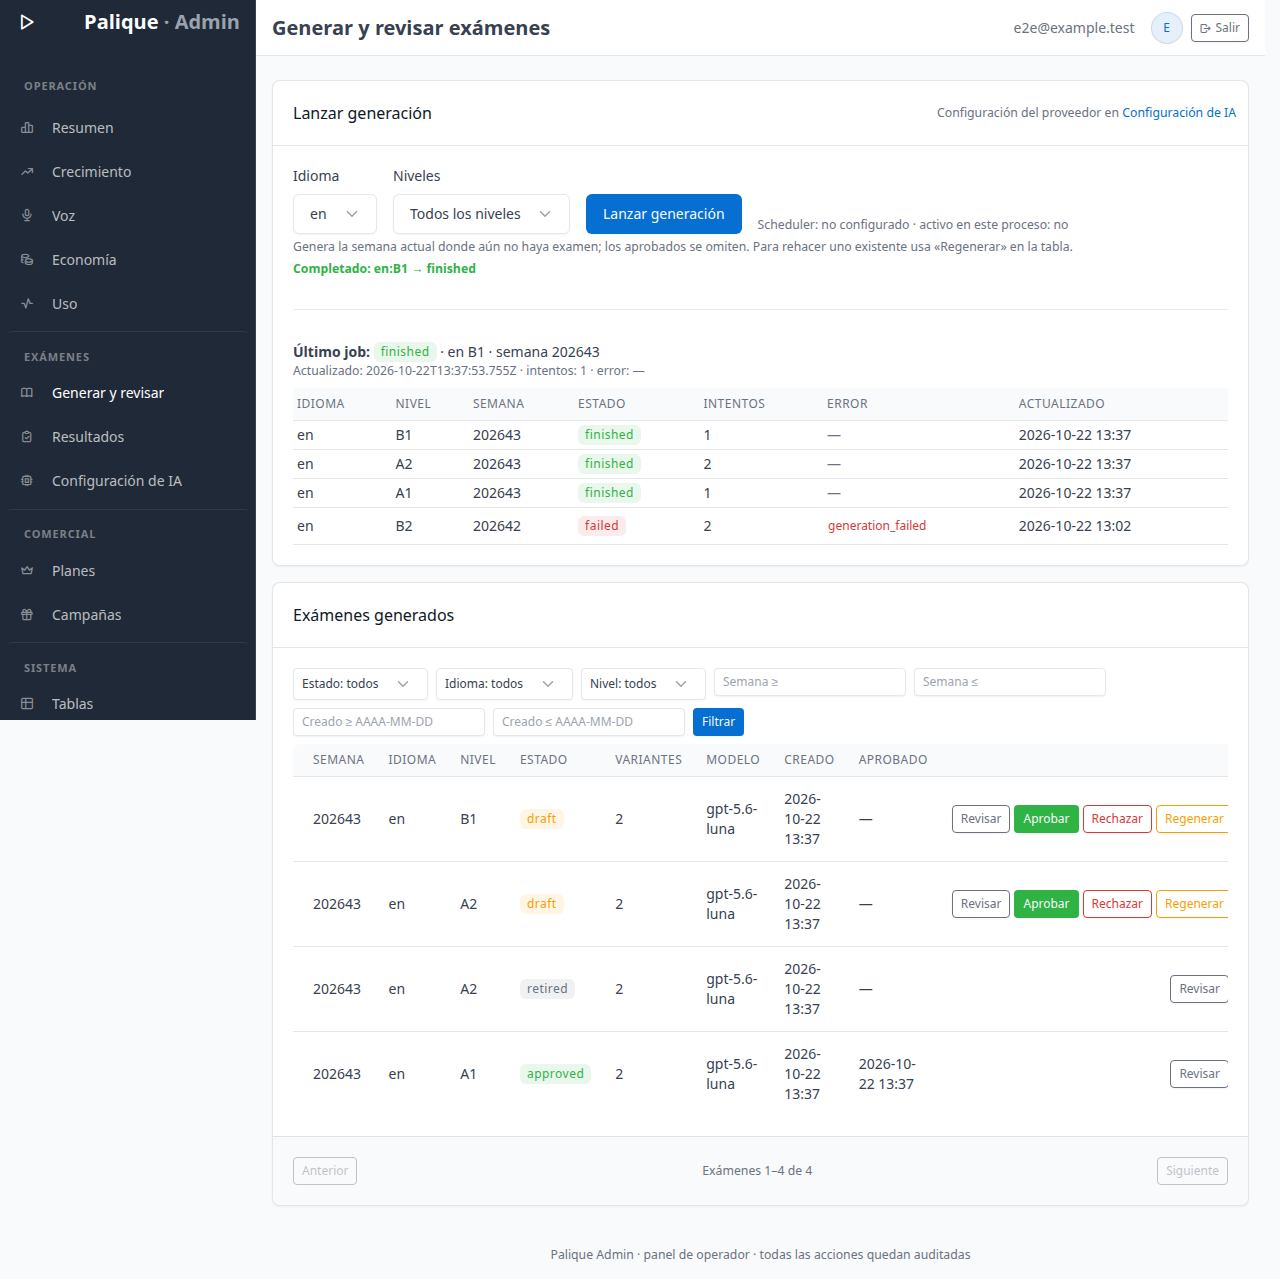 Palique · Admin
OPERACIÓN
Resumen
Crecimiento
Voz
Economía
Uso
EXÁMENES
Generar y revisar
Resultados
Configuración de IA
COMERCIAL
Planes
Campañas
SISTEMA
Tablas
Generar y revisar exámenes
e2e@example.test E Salir
Lanzar generación
Configuración del proveedor en Configuración de IA
Idioma Niveles
en Todos los niveles Lanzar generación Scheduler: no configurado · activo en este proceso: no
Genera la semana actual donde aún no haya examen; los aprobados se omiten. Para rehacer uno existente usa «Regenerar» en la tabla.
Completado: en:B1 → finished
Último job: finished · en B1 · semana 202643
Actualizado: 2026-10-22T13:37:53.755Z · intentos: 1 · error: —
IDIOMA NIVEL SEMANA ESTADO INTENTOS ERROR ACTUALIZADO
en B1 202643 finished 1 — 2026-10-22 13:37
en A2 202643 finished 2 — 2026-10-22 13:37
en A1 202643 finished 1 — 2026-10-22 13:37
en B2 202642 failed 2 generation_failed 2026-10-22 13:02
Exámenes generados
Estado: todos Idioma: todos Nivel: todos Semana ≥ Semana ≤
Creado ≥ AAAA-MM-DD Creado ≤ AAAA-MM-DD Filtrar
SEMANA IDIOMA NIVEL ESTADO VARIANTES MODELO CREADO APROBADO
202643 en B1 draft 2 gpt-5.6-luna 2026-10-22 13:37 — Revisar Aprobar Rechazar Regenerar
202643 en A2 draft 2 gpt-5.6-luna 2026-10-22 13:37 — Revisar Aprobar Rechazar Regenerar
202643 en A2 retired 2 gpt-5.6-luna 2026-10-22 13:37 — Revisar
202643 en A1 approved 2 gpt-5.6-luna 2026-10-22 13:37 2026-10-22 13:37 Revisar
Anterior Exámenes 1–4 de 4 Siguiente
Palique Admin · panel de operador · todas las acciones quedan auditadas